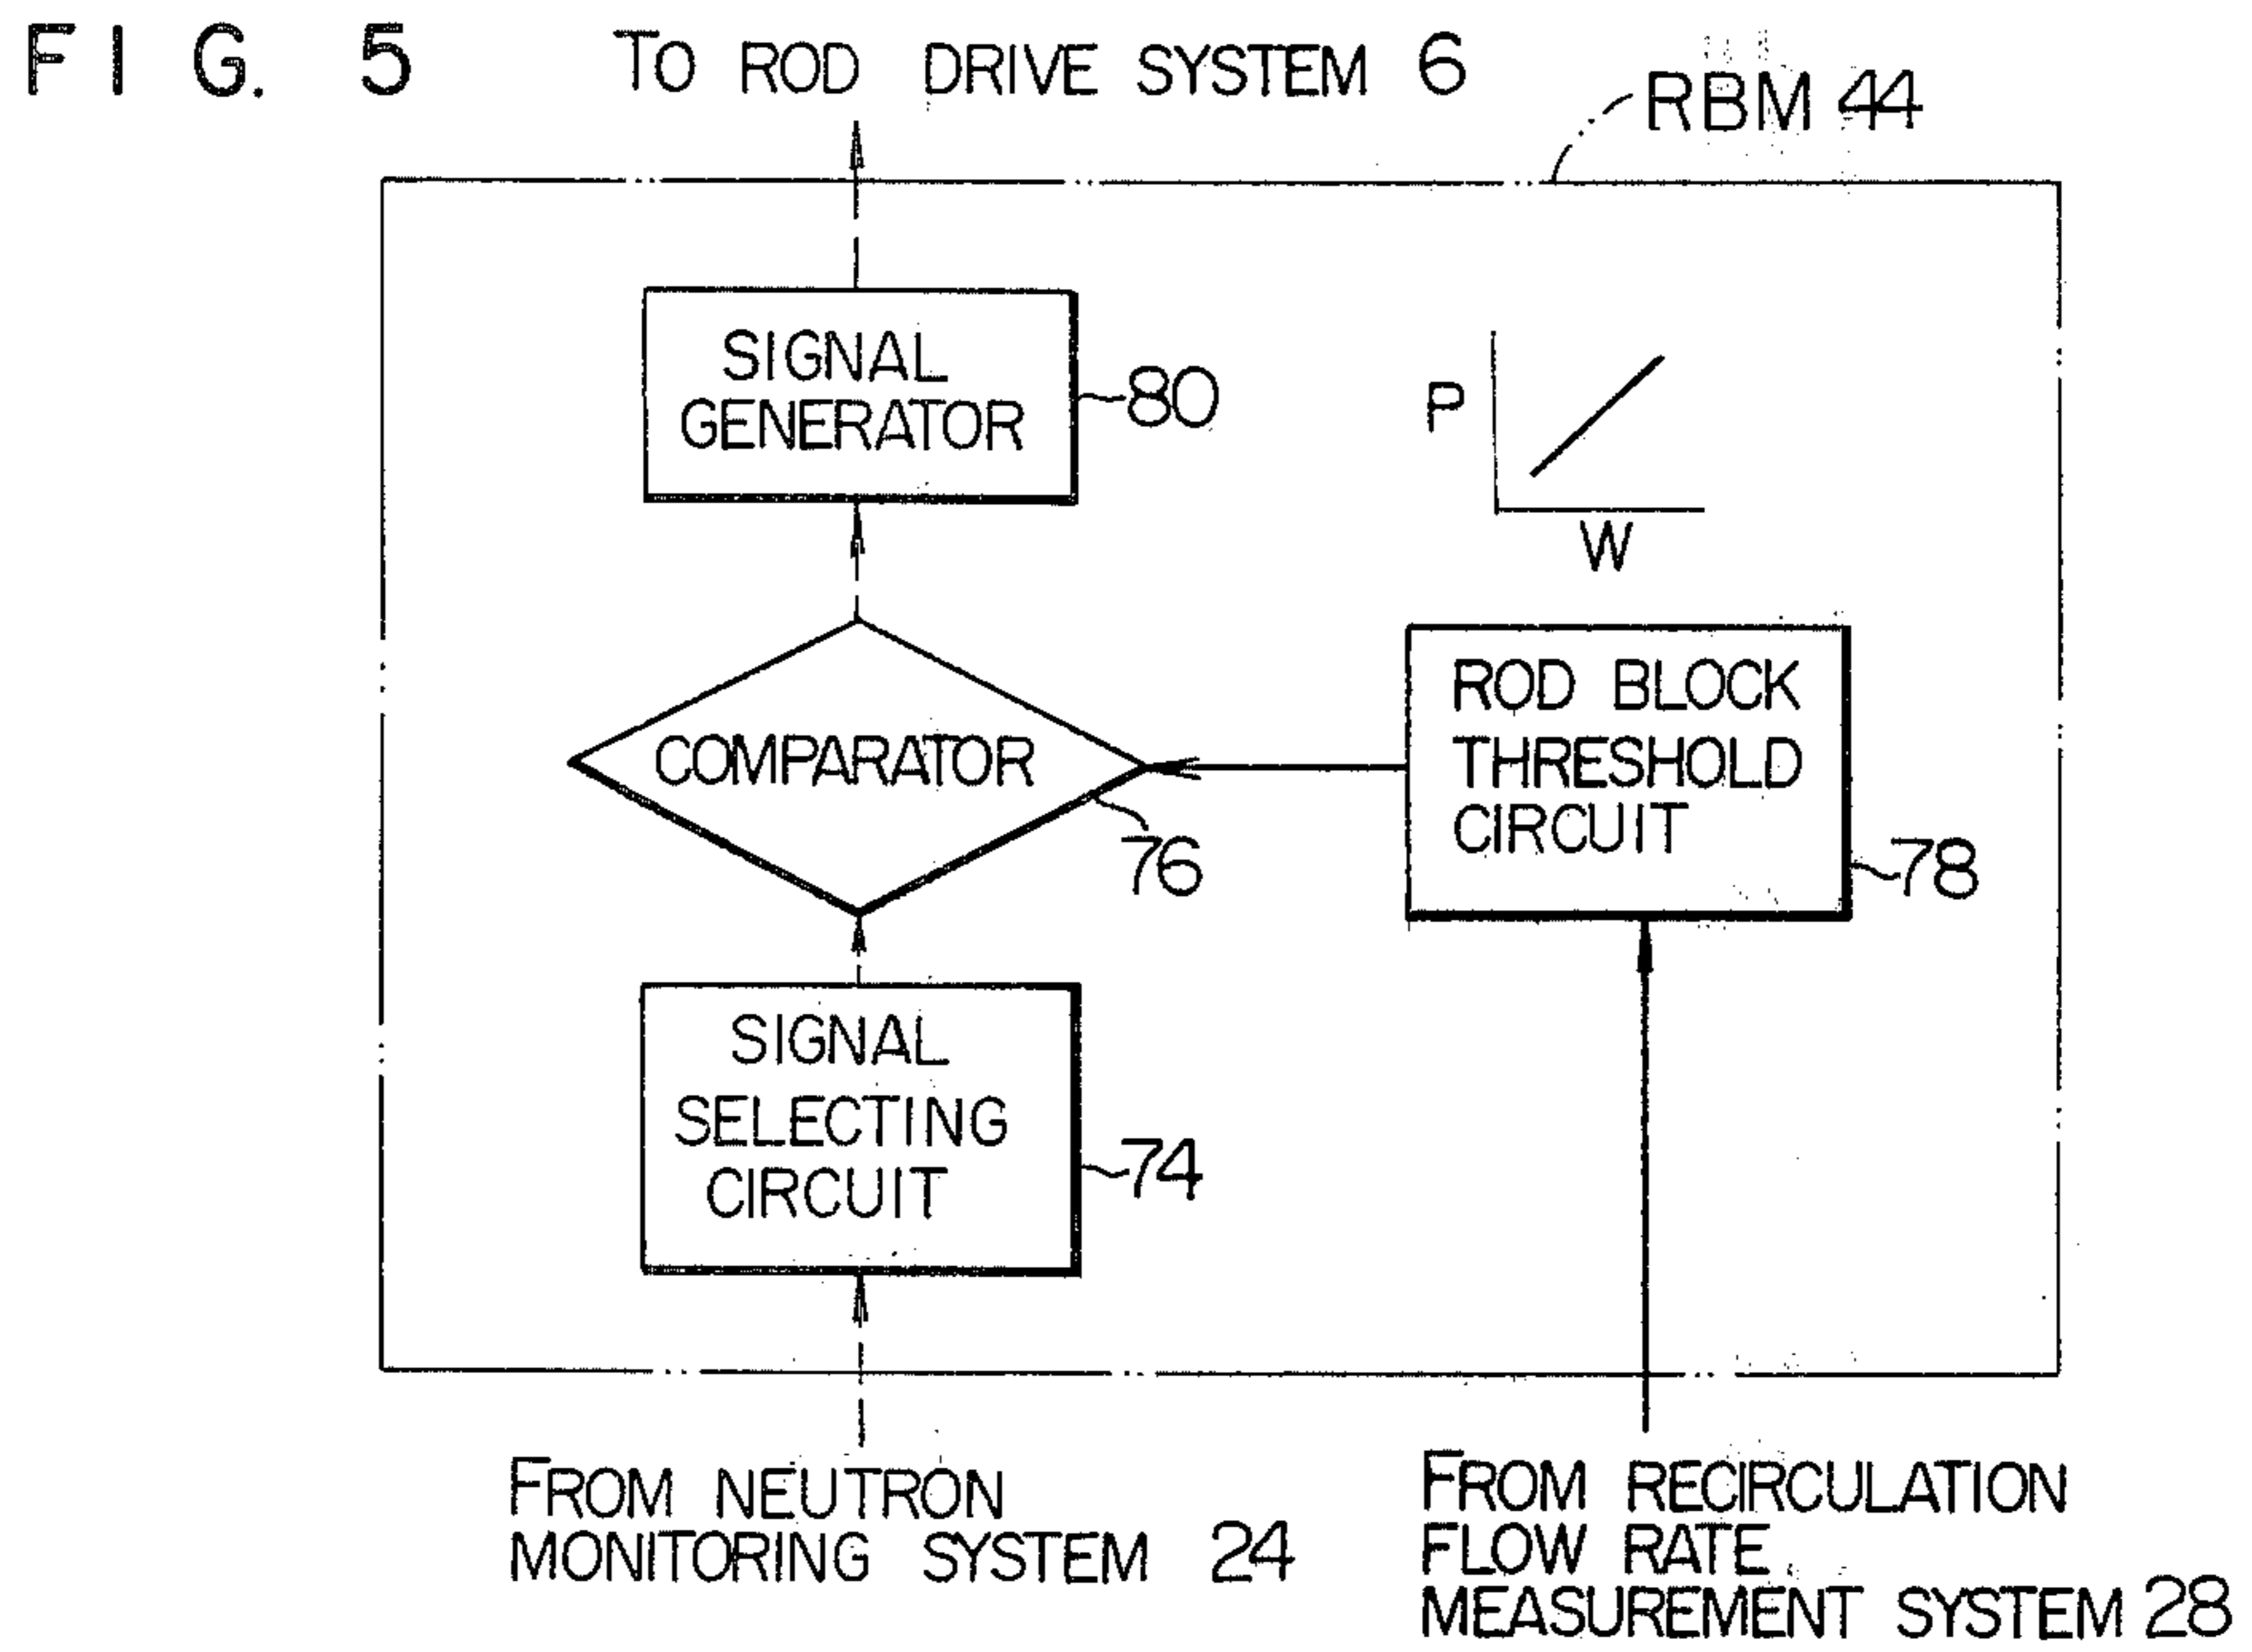 FIG. 5
TO ROD DRIVE SYSTEM 6
RBM 44
SIGNAL
GENERATOR
80
P
W
COMPARATOR
76
ROD BLOCK
THRESHOLD
CIRCUIT
78
SIGNAL
SELECTING
CIRCUIT
74
FROM NEUTRON
MONITORING SYSTEM 24
FROM RECIRCULATION
FLOW RATE
MEASUREMENT SYSTEM 28